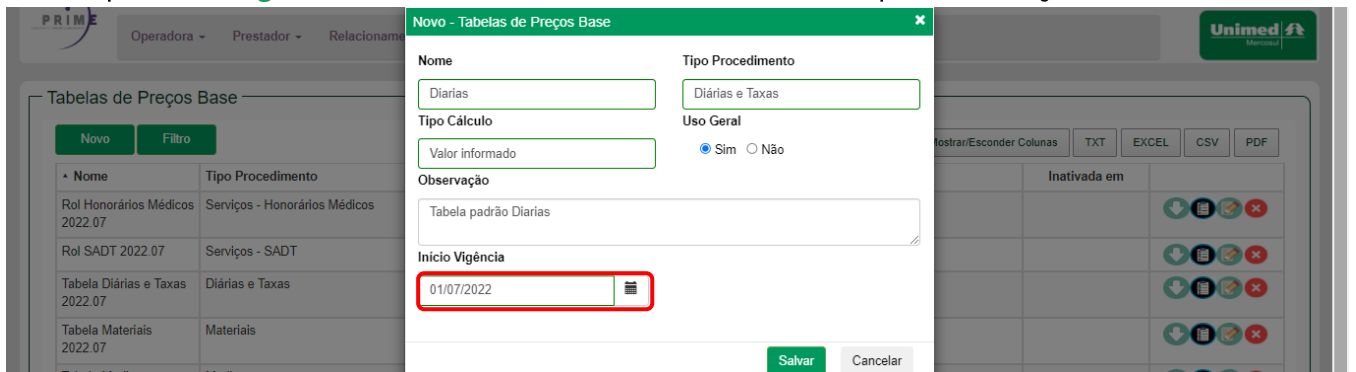 PRIME
Operadora
Prestador
Unimed
Mercosul
Tabelas de Preços Base
Novo
Filtro
TXT
EXCEL
CSV
PDF
Nome
Tipo Procedimento
Inativada em
Rol Honorários Médicos
2022.07
Serviços - Honorários Médicos
Rol SADT 2022.07
Serviços - SADT
Tabela Diárias e Taxas
2022.07
Diárias e Taxas
Tabela Materiais
2022.07
Materiais
Novo - Tabelas de Preços Base
Nome
Tipo Procedimento
Diarias
Diárias e Taxas
Tipo Cálculo
Uso Geral
Valor informado
Sim
Não
Observação
Tabela padrão Diarias
Início Vigência
01/07/2022
Salvar
Cancelar